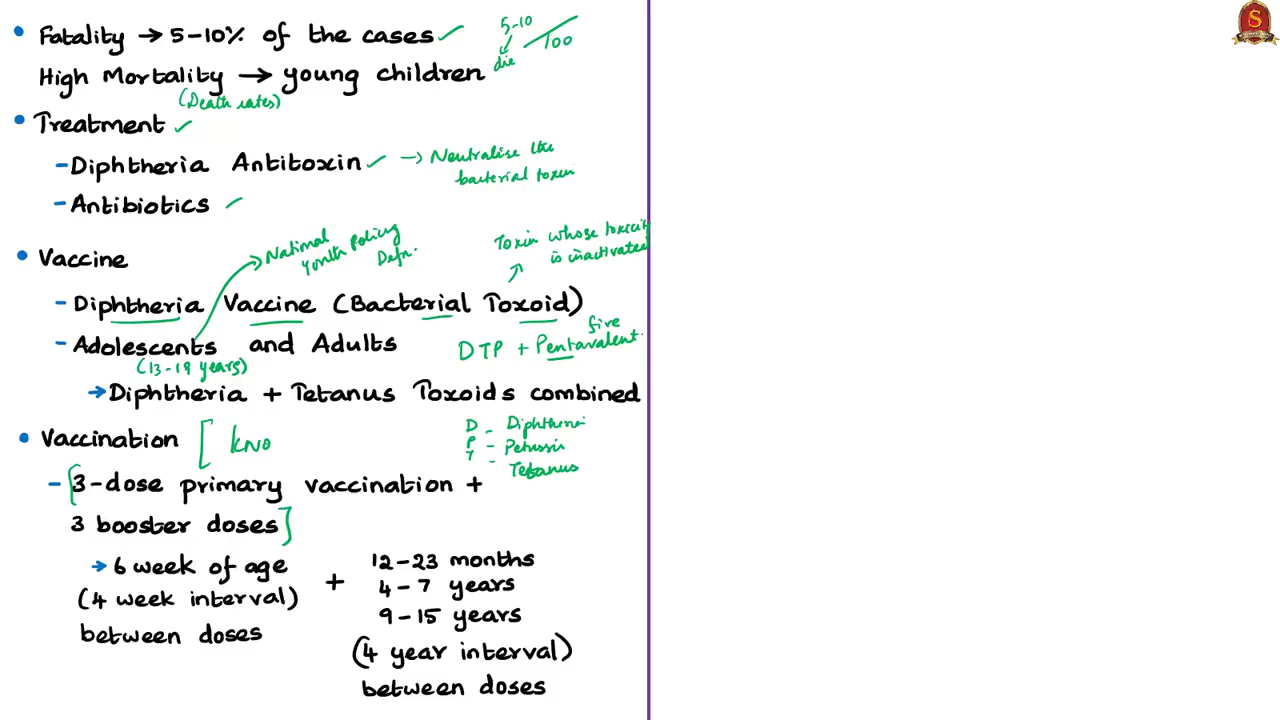 • Fatality → 5-10% of the cases ✓ 5-10/100
die
High Mortality → young children
(Death rates)
• Treatment ✓
- Diphtheria Antitoxin ✓ → Neutralise the
bacterial toxin
- Antibiotics
• Vaccine
National
Youth Policy
Defn.
Toxin whose toxicity
is inactivated
- Diphtheria Vaccine (Bacterial Toxoid)
- Adolescents and Adults
(13-19 years)
five
DTP + Pentavalent
→ Diphtheria + Tetanus Toxoids combined
• Vaccination [ kno
D - Diphtheria
P - Petussis
T - Tetanus
- 3-dose primary vaccination +
3 booster doses
→ 6 week of age
(4 week interval)
between doses
+
12-23 months
4-7 years
9-15 years
(4 year interval)
between doses
S